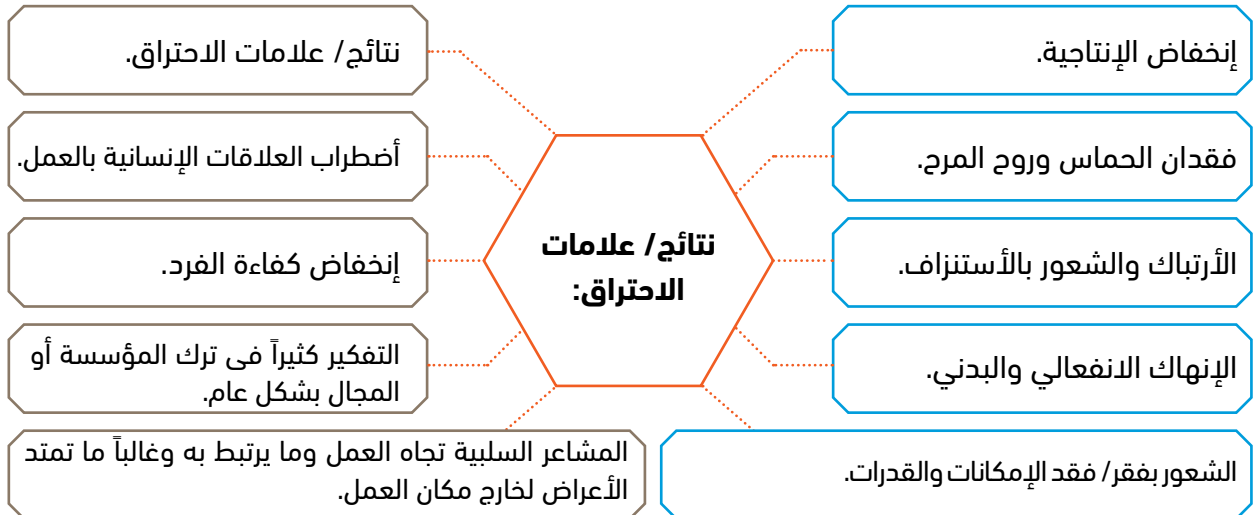 نتائج/ علامات
الاحتراق:
إنخفاض الإنتاجية.
فقدان الحماس وروح المرح.
الأرتباك والشعور بالأستنزاف.
الإنهاك الانفعالي والبدني.
الشعور بفقر/ فقد الإمكانات والقدرات.
نتائج/ علامات الاحتراق.
أضطراب العلاقات الإنسانية بالعمل.
إنخفاض كفاءة الفرد.
التفكير كثيراً فى ترك المؤسسة أو
المجال بشكل عام.
المشاعر السلبية تجاه العمل وما يرتبط به وغالباً ما تمتد
الأعراض لخارج مكان العمل.